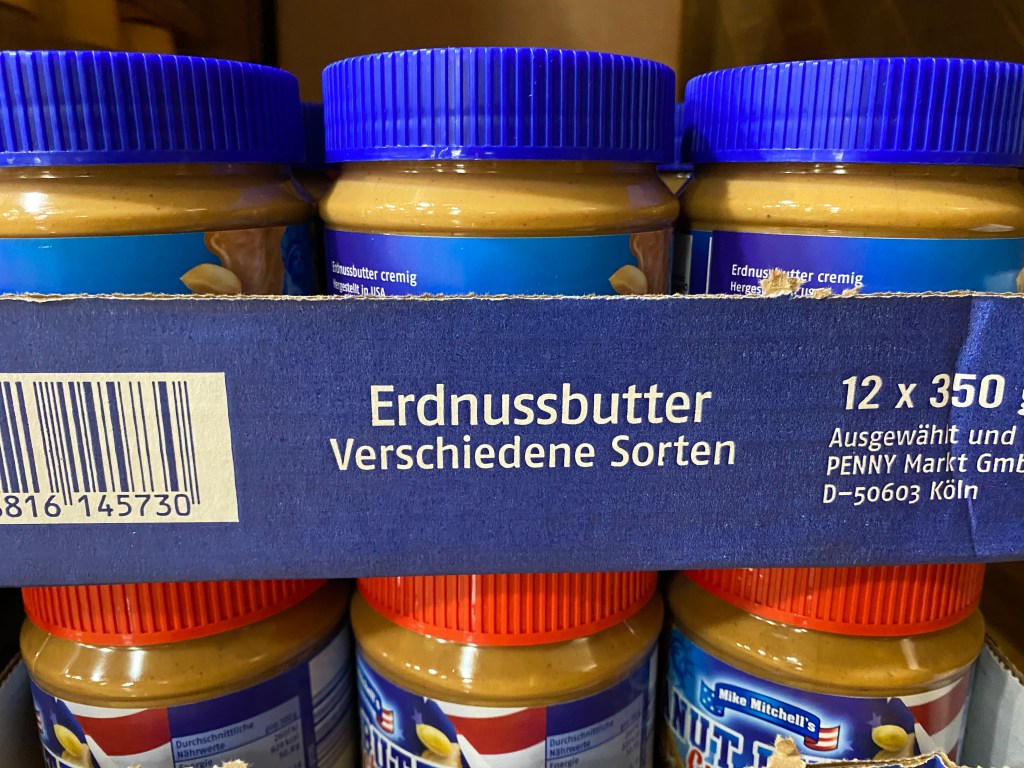 Erdnussbutter cremig
Hergestellt in USA
Erdnussbutter cremig
Erdnussbutter
Verschiedene Sorten
12 x 350
Ausgewählt und
PENNY Markt
D–50603 Köln
816 145730
Durchschnittliche
Nährwerte
Energie
Durchschnittliche
Nährwerte
Mike Mitchell's